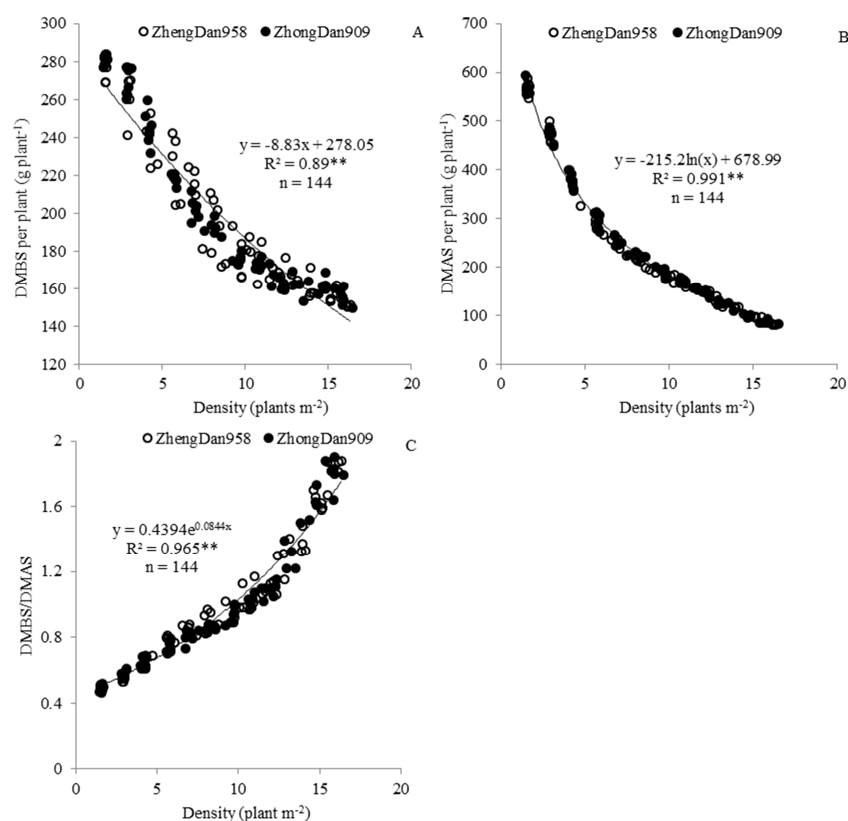 ZhengDan958 ZhongDan909 A
300
280
260
240
220
200
180
160
140
120
DMBS per plant (g plant-1)
y = -8.83x + 278.05
R² = 0.89**
n = 144
0 5 10 15 20
Density (plants m-2)
ZhengDan958 ZhongDan909 B
700
600
500
400
300
200
100
0
DMAS per plant (g plant-1)
y = -215.2ln(x) + 678.99
R² = 0.991**
n = 144
0 5 10 15 20
Density (plants m-2)
ZhengDan958 ZhongDan909 C
2
1.6
1.2
0.8
0.4
0
DMBS/DMAS
y = 0.4394e0.0844x
R² = 0.965**
n = 144
0 5 10 15 20
Density (plant m-2)